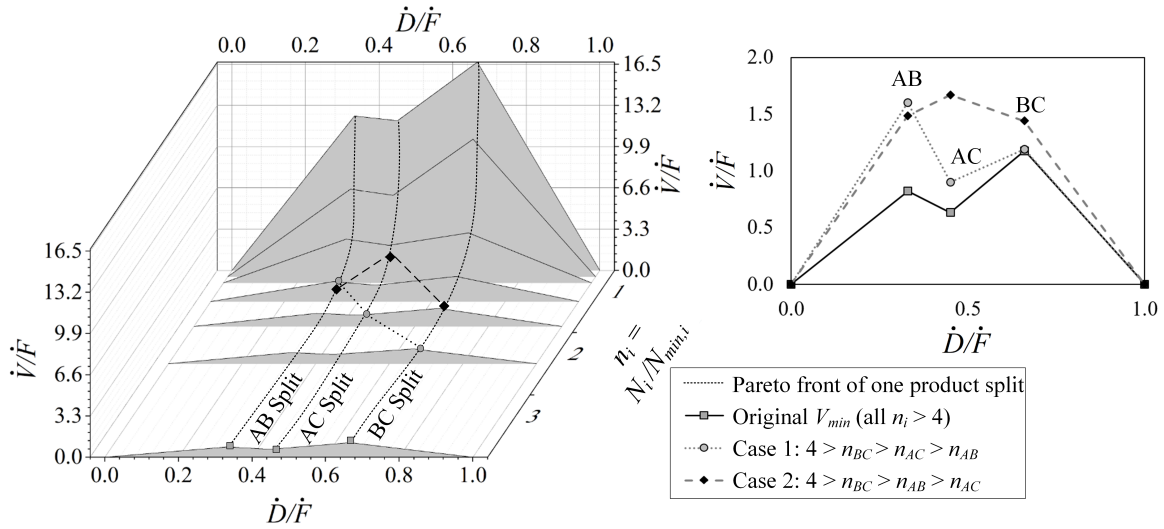 Ḋ/Ḟ
0.0 0.2 0.4 0.6 0.8 1.0
16.5
13.2
9.9
6.6
3.3
0.0
V̇/Ḟ
16.5
13.2
9.9
6.6
3.3
0.0
V̇/Ḟ
0.0 0.2 0.4 0.6 0.8 1.0
Ḋ/Ḟ
1
2
3
n_i =
N_i/N_min,i
AB Split
AC Split
BC Split
2.0
1.5
1.0
0.5
0.0
V̇/Ḟ
AB
AC
BC
0.0 0.5 1.0
Ḋ/Ḟ
Pareto front of one product split
Original V_min (all n_i > 4)
Case 1: 4 > n_BC > n_AC > n_AB
Case 2: 4 > n_BC > n_AB > n_AC